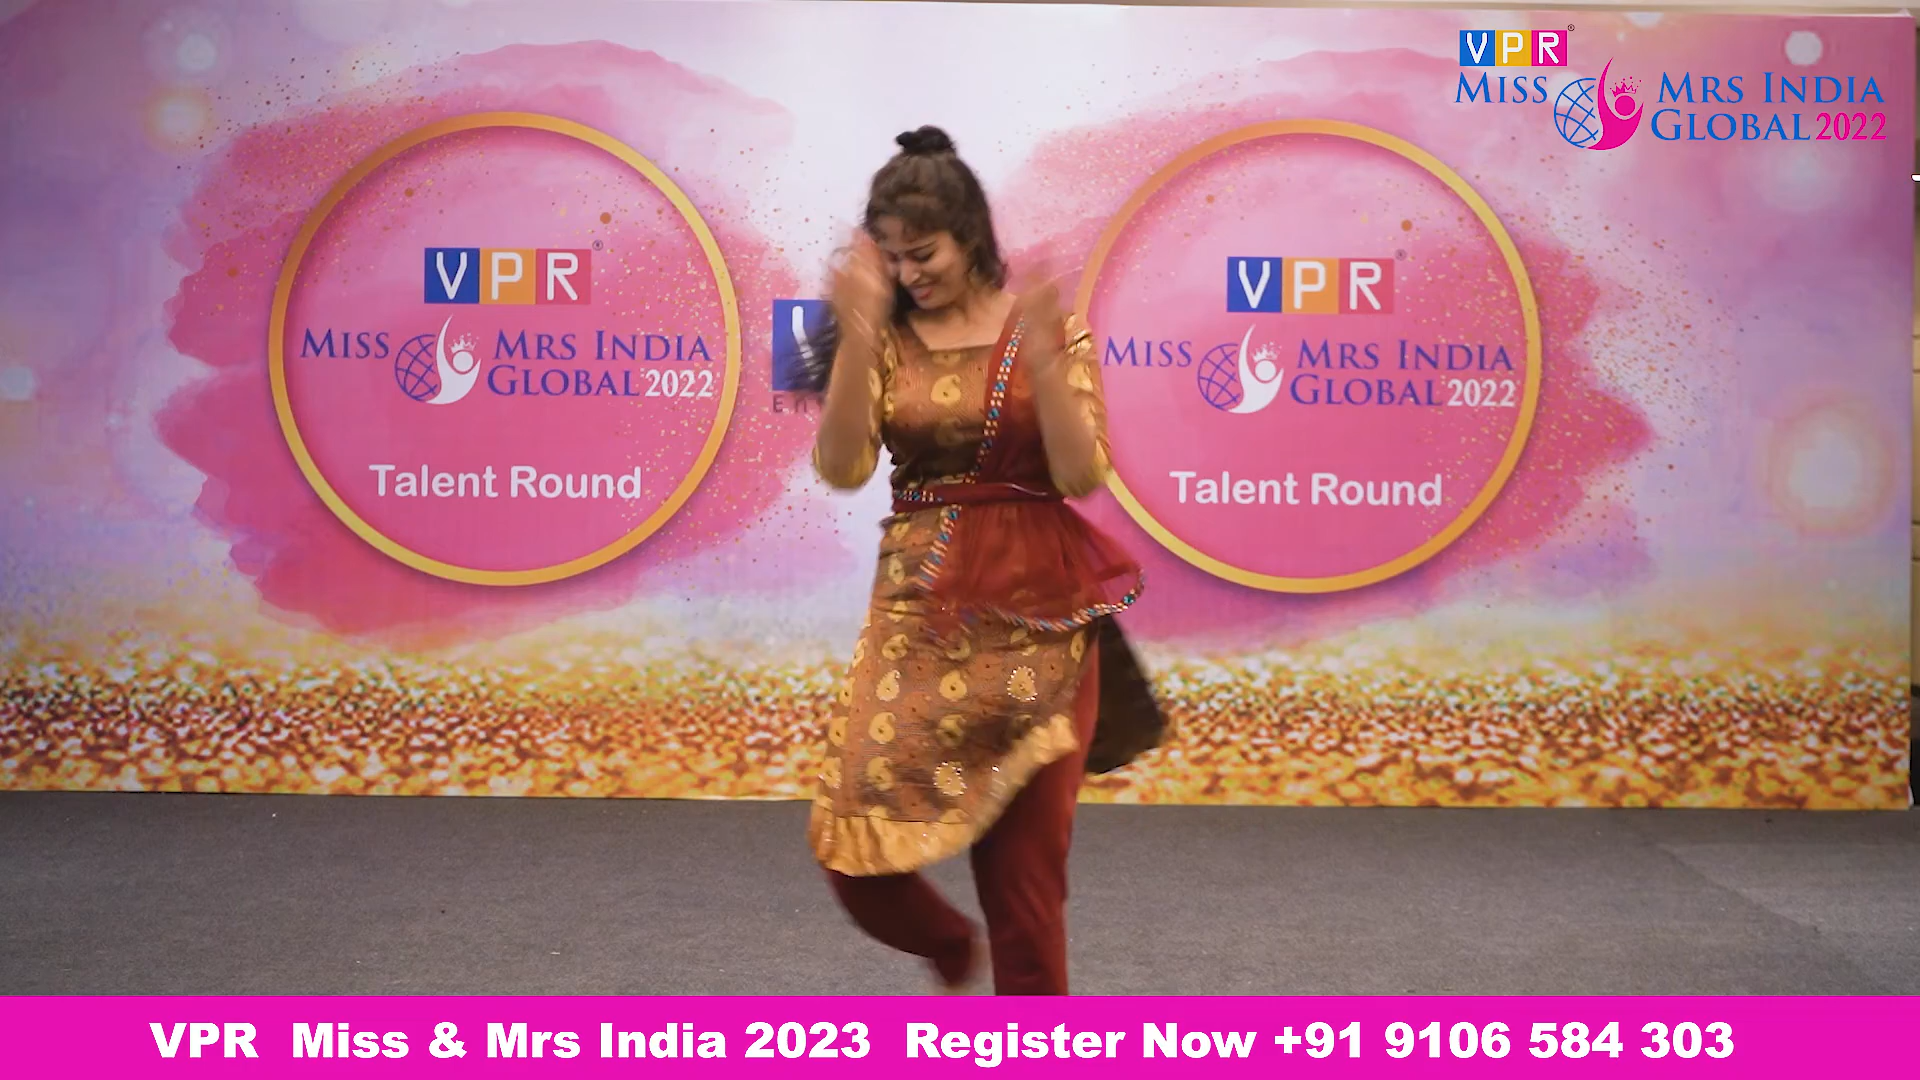 VPR®
MISS MRS INDIA
GLOBAL 2022
VPR®
MISS MRS INDIA
GLOBAL 2022
Talent Round
VPR®
MISS MRS INDIA
GLOBAL 2022
Talent Round
VPR Miss & Mrs India 2023 Register Now +91 9106 584 303